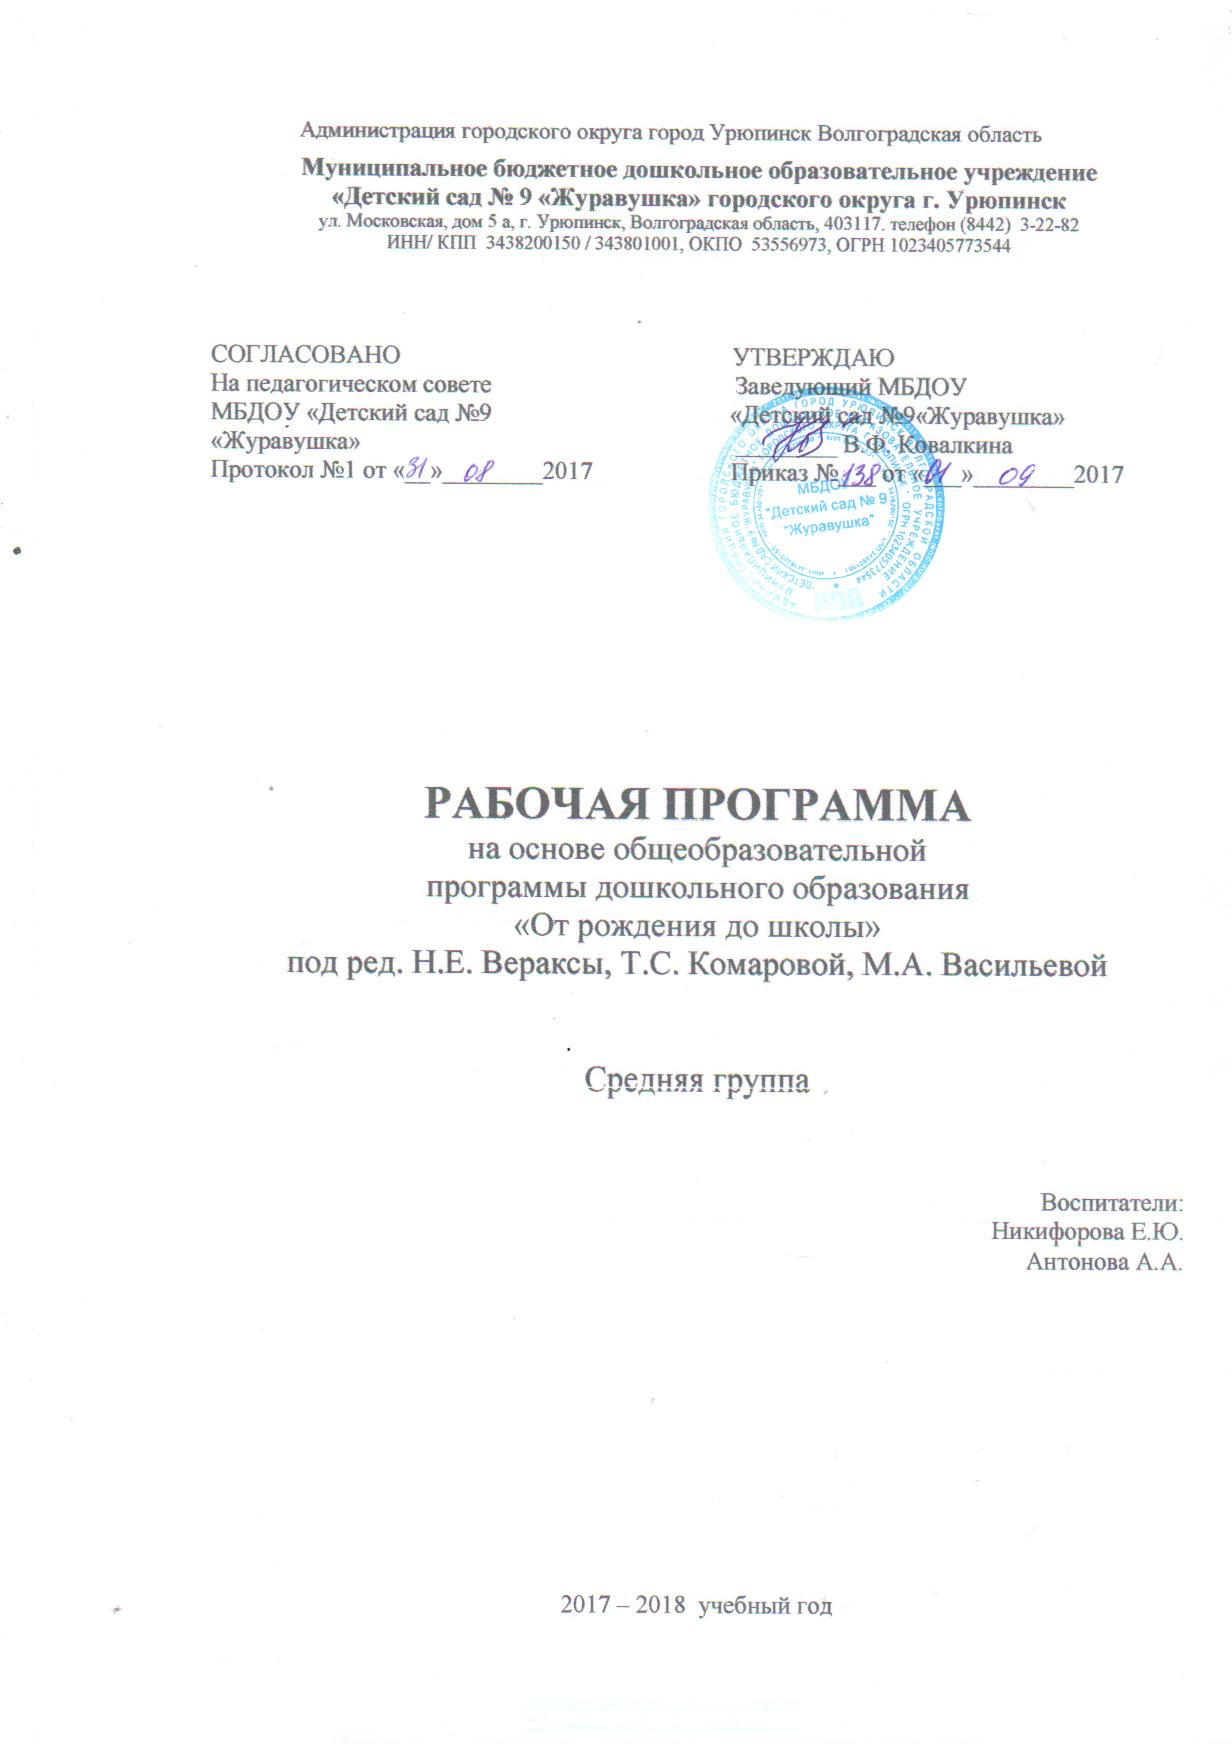 Администрация городского округа город Урюпинск Волгоградская область
Муниципальное бюджетное дошкольное образовательное учреждение
«Детский сад № 9 «Журавушка» городского округа г. Урюпинск
ул. Московская, дом 5 а, г. Урюпинск, Волгоградская область, 403117. телефон (8442) 3-22-82
ИНН/ КПП 3438200150 / 343801001, ОКПО 53556973, ОГРН 1023405773544
СОГЛАСОВАНО
На педагогическом совете
МБДОУ «Детский сад №9
«Журавушка»
Протокол №1 от «31» 08 2017
УТВЕРЖДАЮ
Заведующий МБДОУ
«Детский сад №9«Журавушка»
В.Ф. Ковалкина
Приказ № 138 от «01» 09 2017
МБДОУ
"Детский сад № 9
"Журавушка"
РАБОЧАЯ ПРОГРАММА
на основе общеобразовательной
программы дошкольного образования
«От рождения до школы»
под ред. Н.Е. Вераксы, Т.С. Комаровой, М.А. Васильевой
Средняя группа
Воспитатели:
Никифорова Е.Ю.
Антонова А.А.
2017 – 2018 учебный год